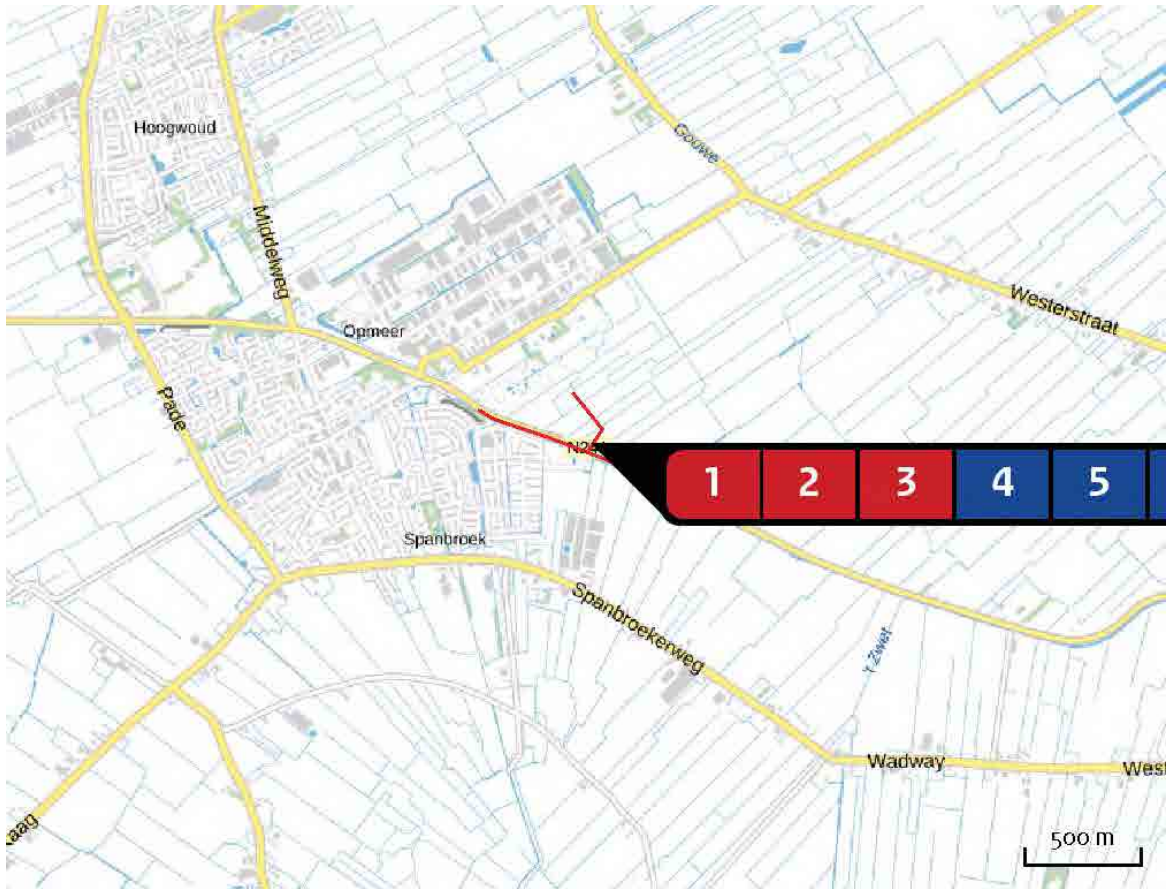 Hoogwoud
Gouwe
Middelweg
Westerstraat
Opmeer
Pade
1 2 3 4 5
Spanbroek
Spanbroekerweg
't Zwet
Wadway
500 m